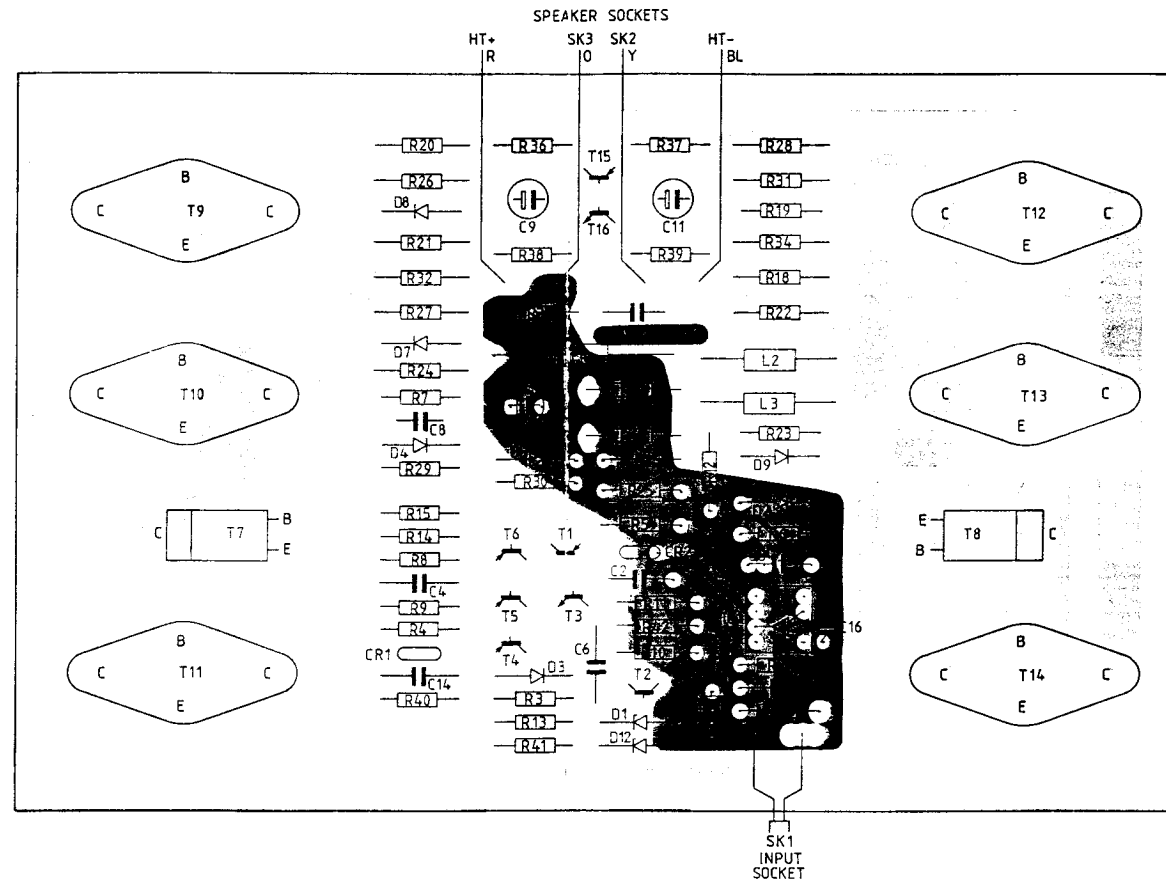 SPEAKER SOCKETS
HT+ SK3 SK2 HT-
R O Y BL
R20 R36 T15 R37 R28
B R26 R31 B
C T9 C D8 C9 C11 R19 C T12 C
T16
E R21 R38 R39 R34 E
R32 R18
R27 R22
D7 L2
B R24 B
C T10 C R7 L3 C T13 C
C8
E D4 R23 E
R29 D9
R30
R15
C T7 B R14 T6 T1 E T8 C
E R8 B
C4 C2
R9 T5 T3
R4 T4 C16
B CR1 C6 B
C T11 C C14 D3 T2 C T14 C
E R40 R3 E
R13 D1
R41 D12
SK1
INPUT
SOCKET